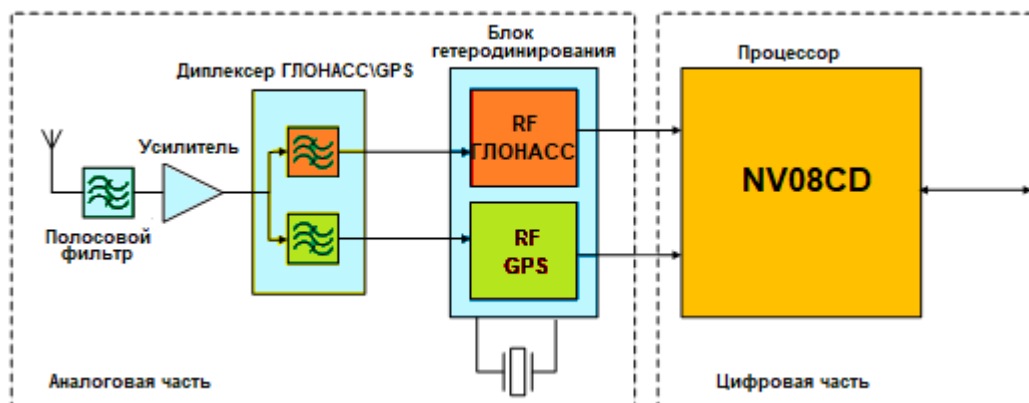 Блок
гетеродинирования
Процессор
Диплексер ГЛОНАСС\GPS
Усилитель
RF
ГЛОНАСС
NV08CD
Полосовой
фильтр
RF
GPS
Аналоговая часть
Цифровая часть